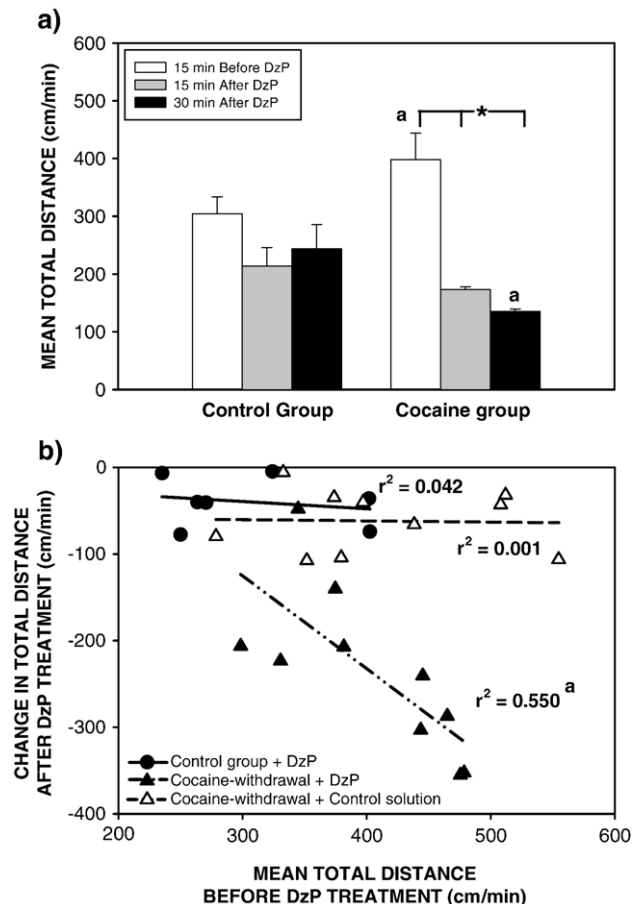 a)
600
500
400
300
200
100
0
MEAN TOTAL DISTANCE (cm/min)
15 min Before DzP
15 min After DzP
30 min After DzP
a
*
a
Control Group
Cocaine group
b)
0
-100
-200
-300
-400
CHANGE IN TOTAL DISTANCE
AFTER DzP TREATMENT (cm/min)
r² = 0.042
r² = 0.001
r² = 0.550 a
Control group + DzP
Cocaine-withdrawal + DzP
Cocaine-withdrawal + Control solution
200
300
400
500
600
MEAN TOTAL DISTANCE
BEFORE DzP TREATMENT (cm/min)